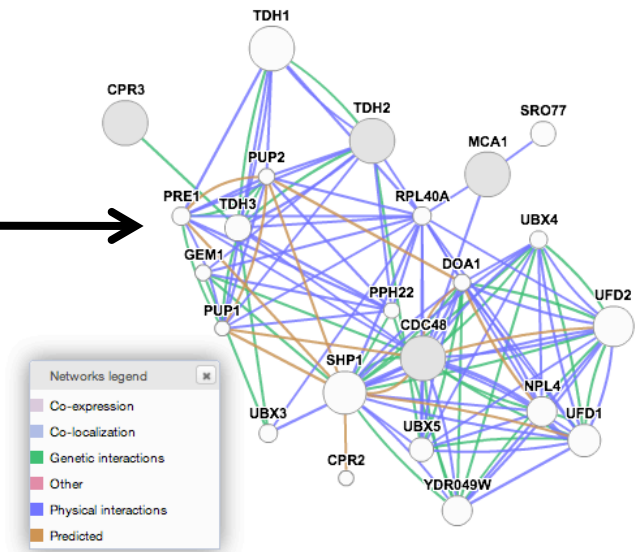 TDH1
CPR3
TDH2
SRO77
MCA1
PUP2
PRE1
TDH3
RPL40A
UBX4
GEM1
DOA1
PPH22
UFD2
PUP1
CDC48
SHP1
NPL4
UBX3
UBX5
UFD1
CPR2
YDR049W
Networks legend
Co-expression
Co-localization
Genetic interactions
Other
Physical interactions
Predicted